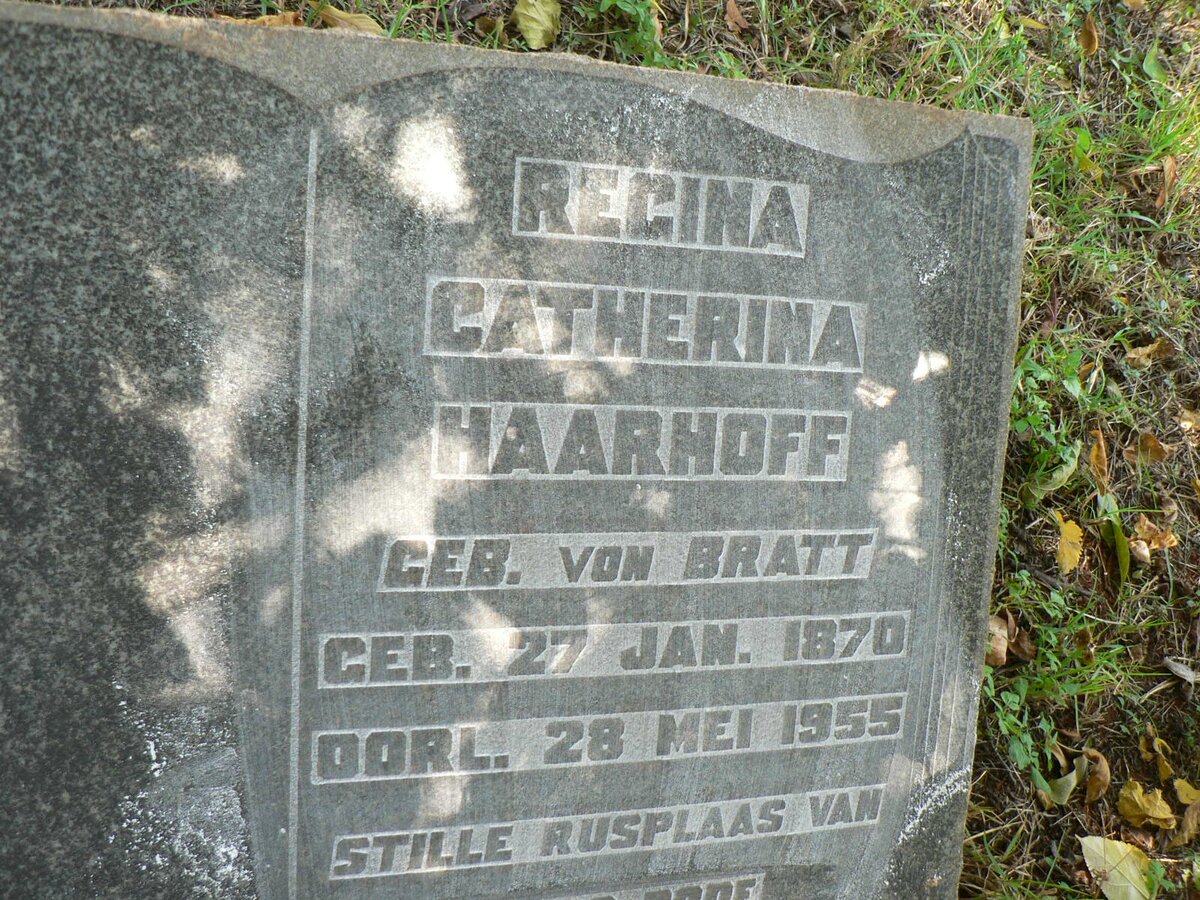 REGINA
CATHERINA
HAARHOFF
GEB. VON BRATT
GEB. 27 JAN. 1870
OORL. 28 MEI 1955
STILLE RUSPLAAS VAN